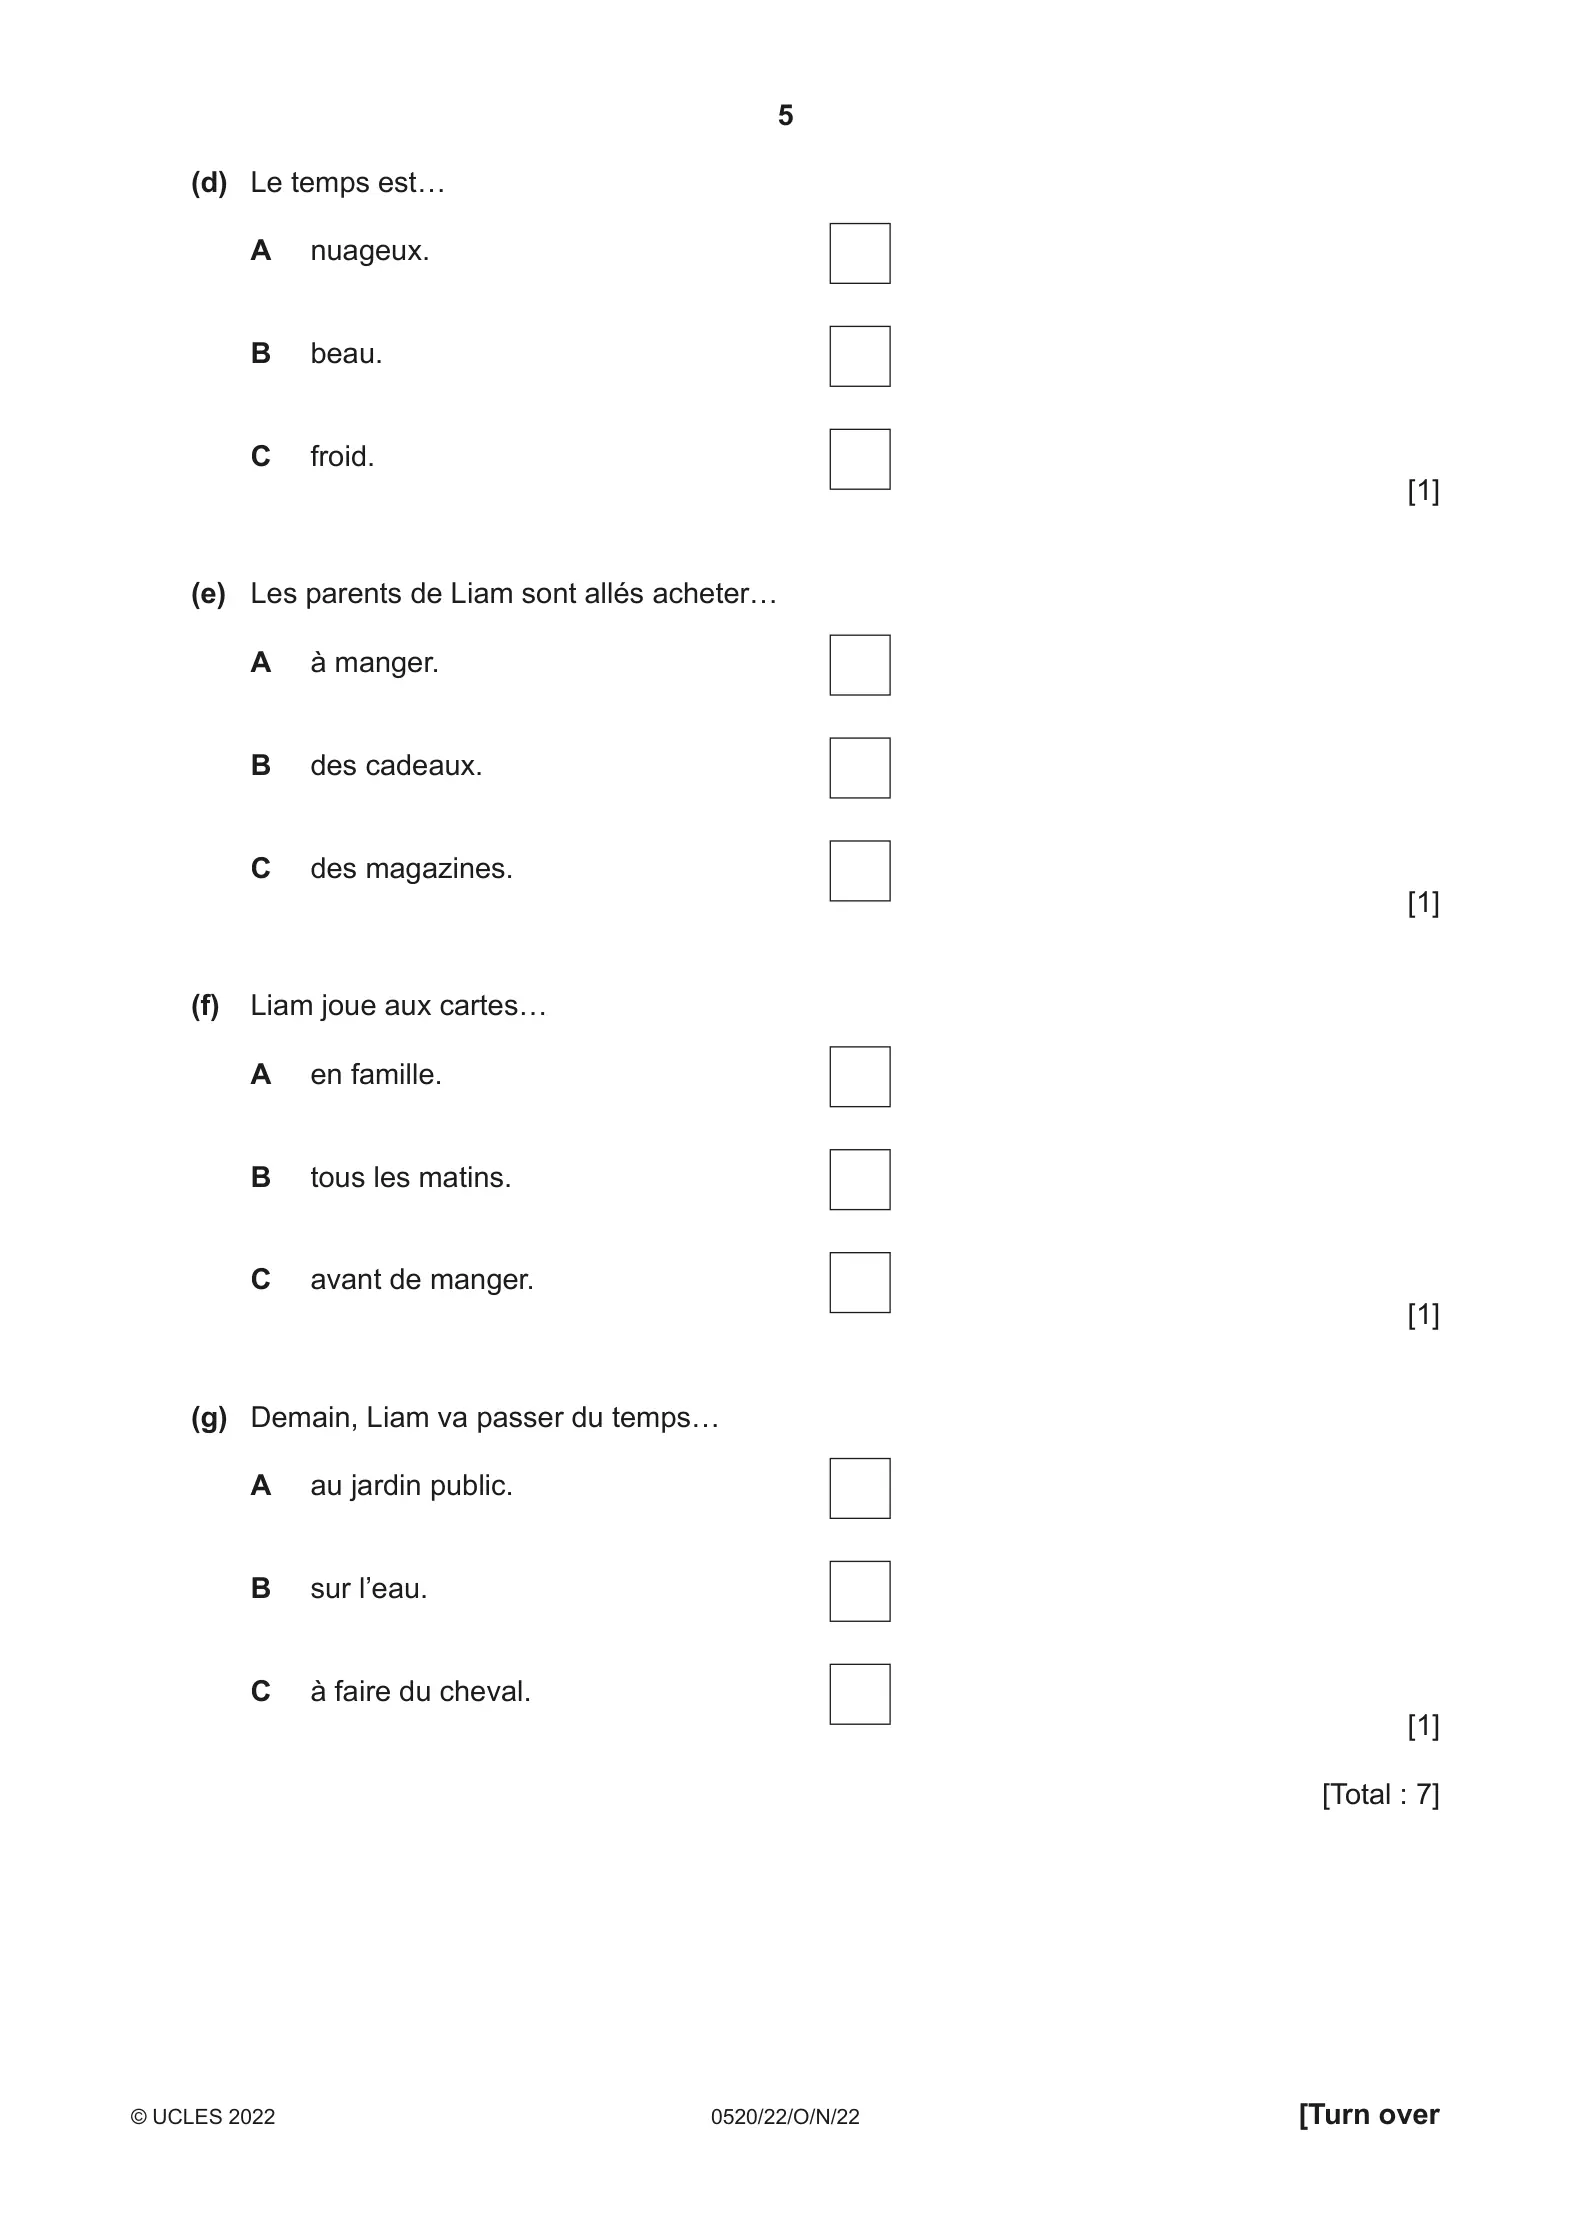 5
(d) Le temps est…
A nuageux.
B beau.
C froid.
[1]
(e) Les parents de Liam sont allés acheter…
A à manger.
B des cadeaux.
C des magazines.
[1]
(f) Liam joue aux cartes…
A en famille.
B tous les matins.
C avant de manger.
[1]
(g) Demain, Liam va passer du temps…
A au jardin public.
B sur l’eau.
C à faire du cheval.
[1]
[Total : 7]
© UCLES 2022 0520/22/O/N/22 [Turn over